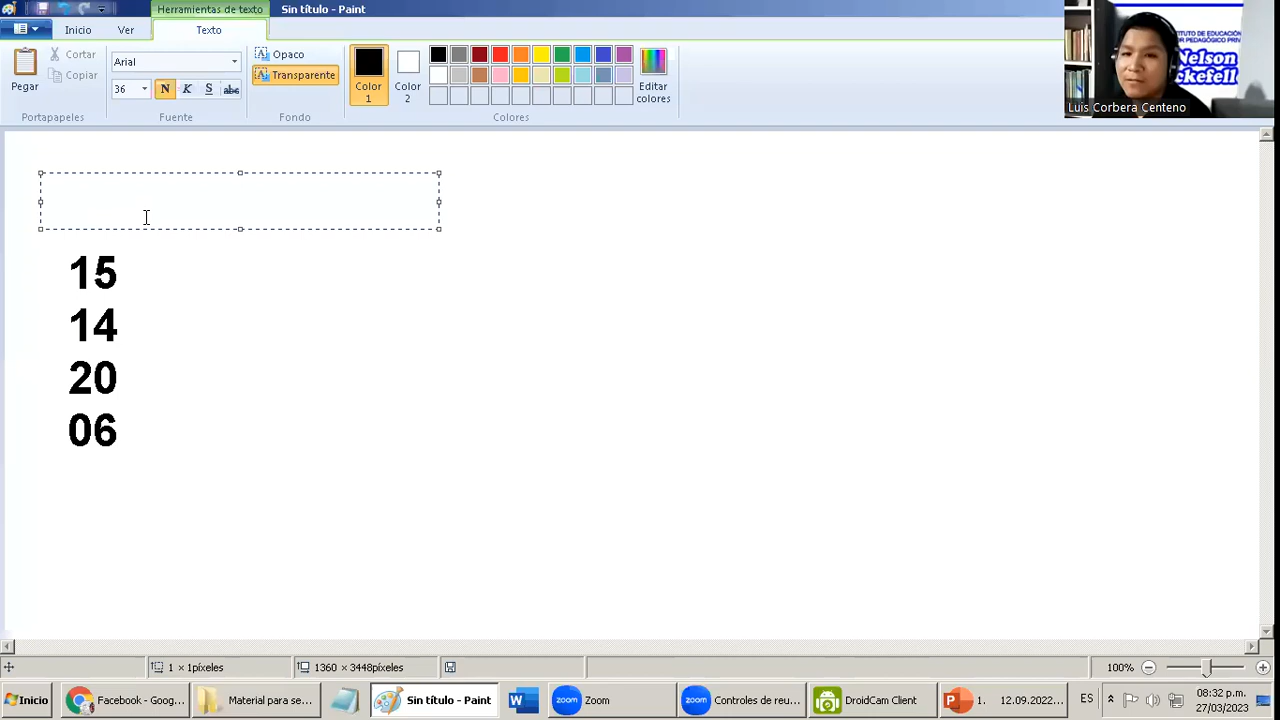 Herramientas de texto
Sin título - Paint
Inicio
Ver
Texto
Pegar
Cortar
Copiar
Portapapeles
Arial
36
N K S abc
Fuente
Opaco
Transparente
Fondo
Color 1
Color 2
Editar colores
Colores
Nelson
Luis Corbera Centeno
15
14
20
06
1 × 1píxeles
1360 × 3448píxeles
100%
Inicio
Facebook - Goog...
Material para se...
Sin título - Paint
Zoom
Controles de reu...
DroidCam Client
1. 12.09.2022...
ES
08:32 p.m.
27/03/2023